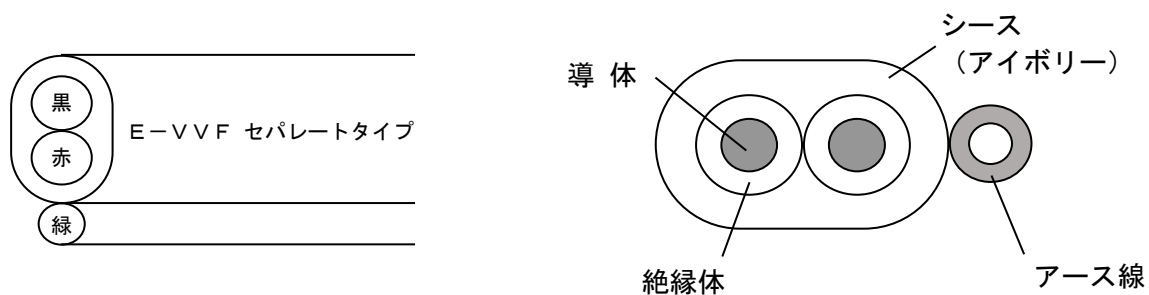 黒
赤
緑
E－VVF セパレートタイプ
シース
（アイボリー）
導 体
絶縁体
アース線